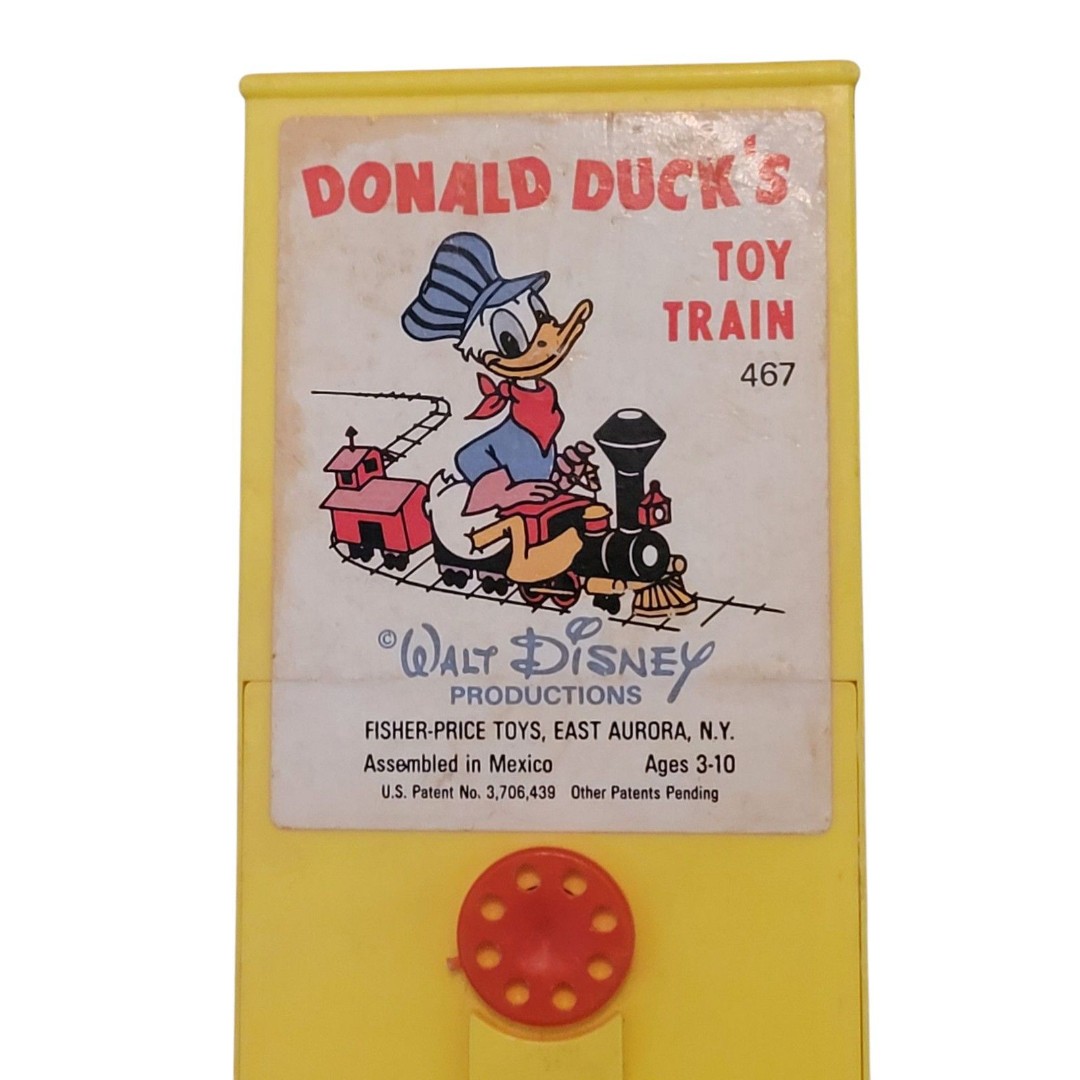 DONALD DUCK'S
TOY
TRAIN
467
© WALT DISNEY
PRODUCTIONS
FISHER-PRICE TOYS, EAST AURORA, N.Y.
Assembled in Mexico Ages 3-10
U.S. Patent No. 3,706,439 Other Patents Pending